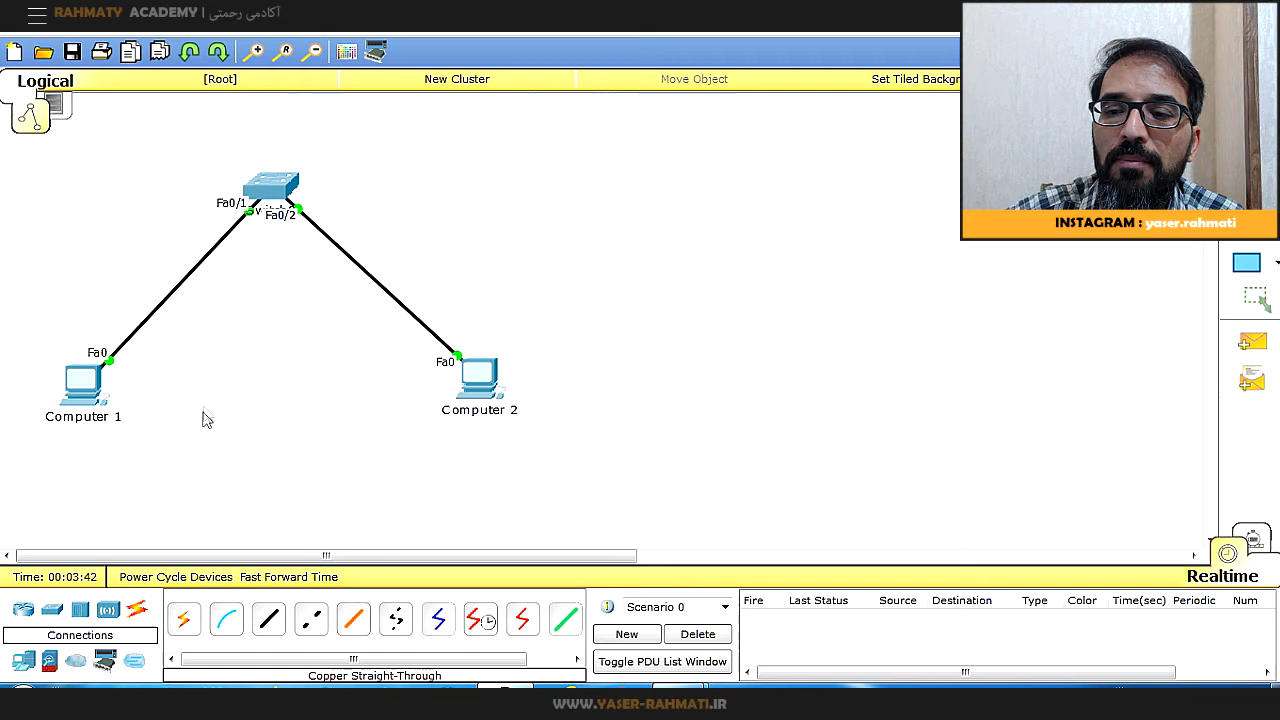 RAHMATY ACADEMY | آکادمی رحمتی
Logical
[Root]
New Cluster
Move Object
Set Tiled Backgr
INSTAGRAM : yaser.rahmati
Fa0/1
Fa0/2
Fa0
Fa0
Computer 1
Computer 2
Time: 00:03:42
Power Cycle Devices Fast Forward Time
Realtime
Connections
Copper Straight-Through
Scenario 0
New
Delete
Toggle PDU List Window
Fire Last Status Source Destination Type Color Time(sec) Periodic Num
WWW.YASER-RAHMATI.IR